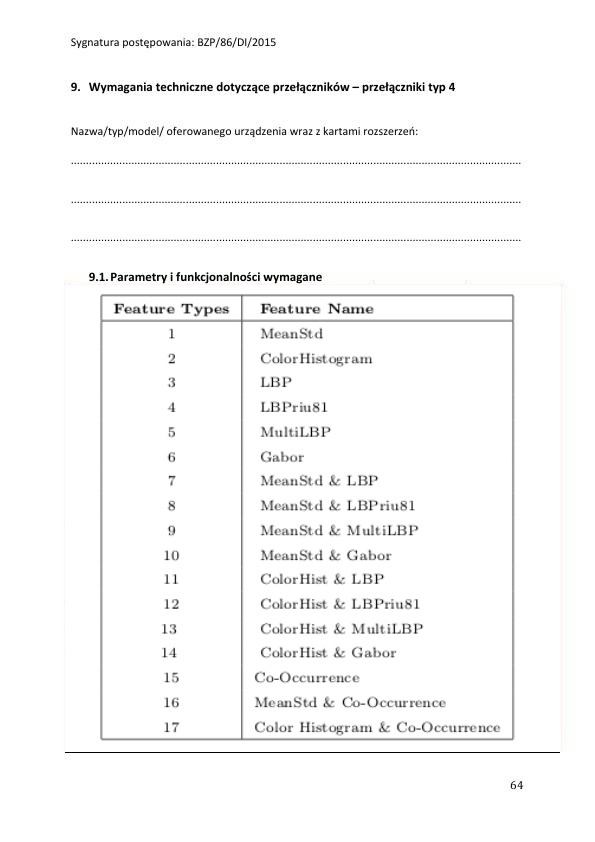 Sygnatura postępowania: BZP/86/DI/2015
9. Wymagania techniczne dotyczące przełączników – przełączniki typ 4
Nazwa/typ/model/ oferowanego urządzenia wraz z kartami rozszerzeń:
......................................................................................................................................................
......................................................................................................................................................
......................................................................................................................................................
9.1. Parametry i funkcjonalności wymagane
Feature Types Feature Name
1 MeanStd
2 ColorHistogram
3 LBP
4 LBPriu81
5 MultiLBP
6 Gabor
7 MeanStd & LBP
8 MeanStd & LBPriu81
9 MeanStd & MultiLBP
10 MeanStd & Gabor
11 ColorHist & LBP
12 ColorHist & LBPriu81
13 ColorHist & MultiLBP
14 ColorHist & Gabor
15 Co-Occurrence
16 MeanStd & Co-Occurrence
17 Color Histogram & Co-Occurrence
64